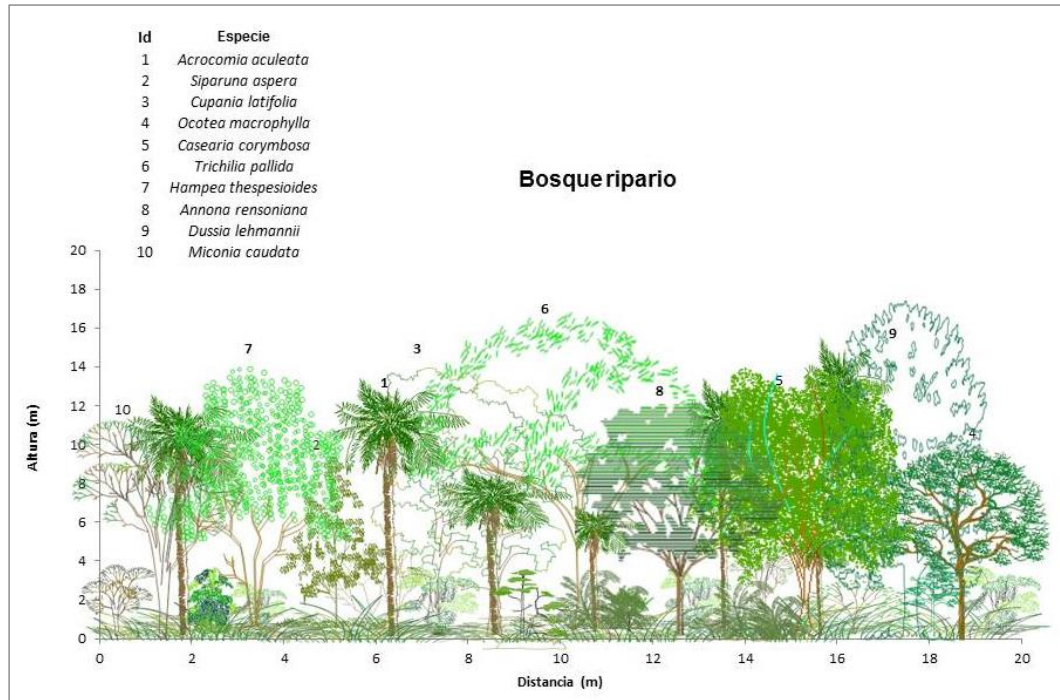 Id Especie
1 Acrocomia aculeata
2 Siparuna aspera
3 Cupania latifolia
4 Ocotea macrophylla
5 Casearia corymbosa
6 Trichilia pallida
7 Hampea thespesioides
8 Annona rensoniana
9 Dussia lehmannii
10 Miconia caudata
Bosque ripario
20
18
16
14
12
10
8
6
4
2
0
Altura (m)
6
9
7
3
1
5
8
10
2
4
0 2 4 6 8 10 12 14 16 18 20
Distancia (m)